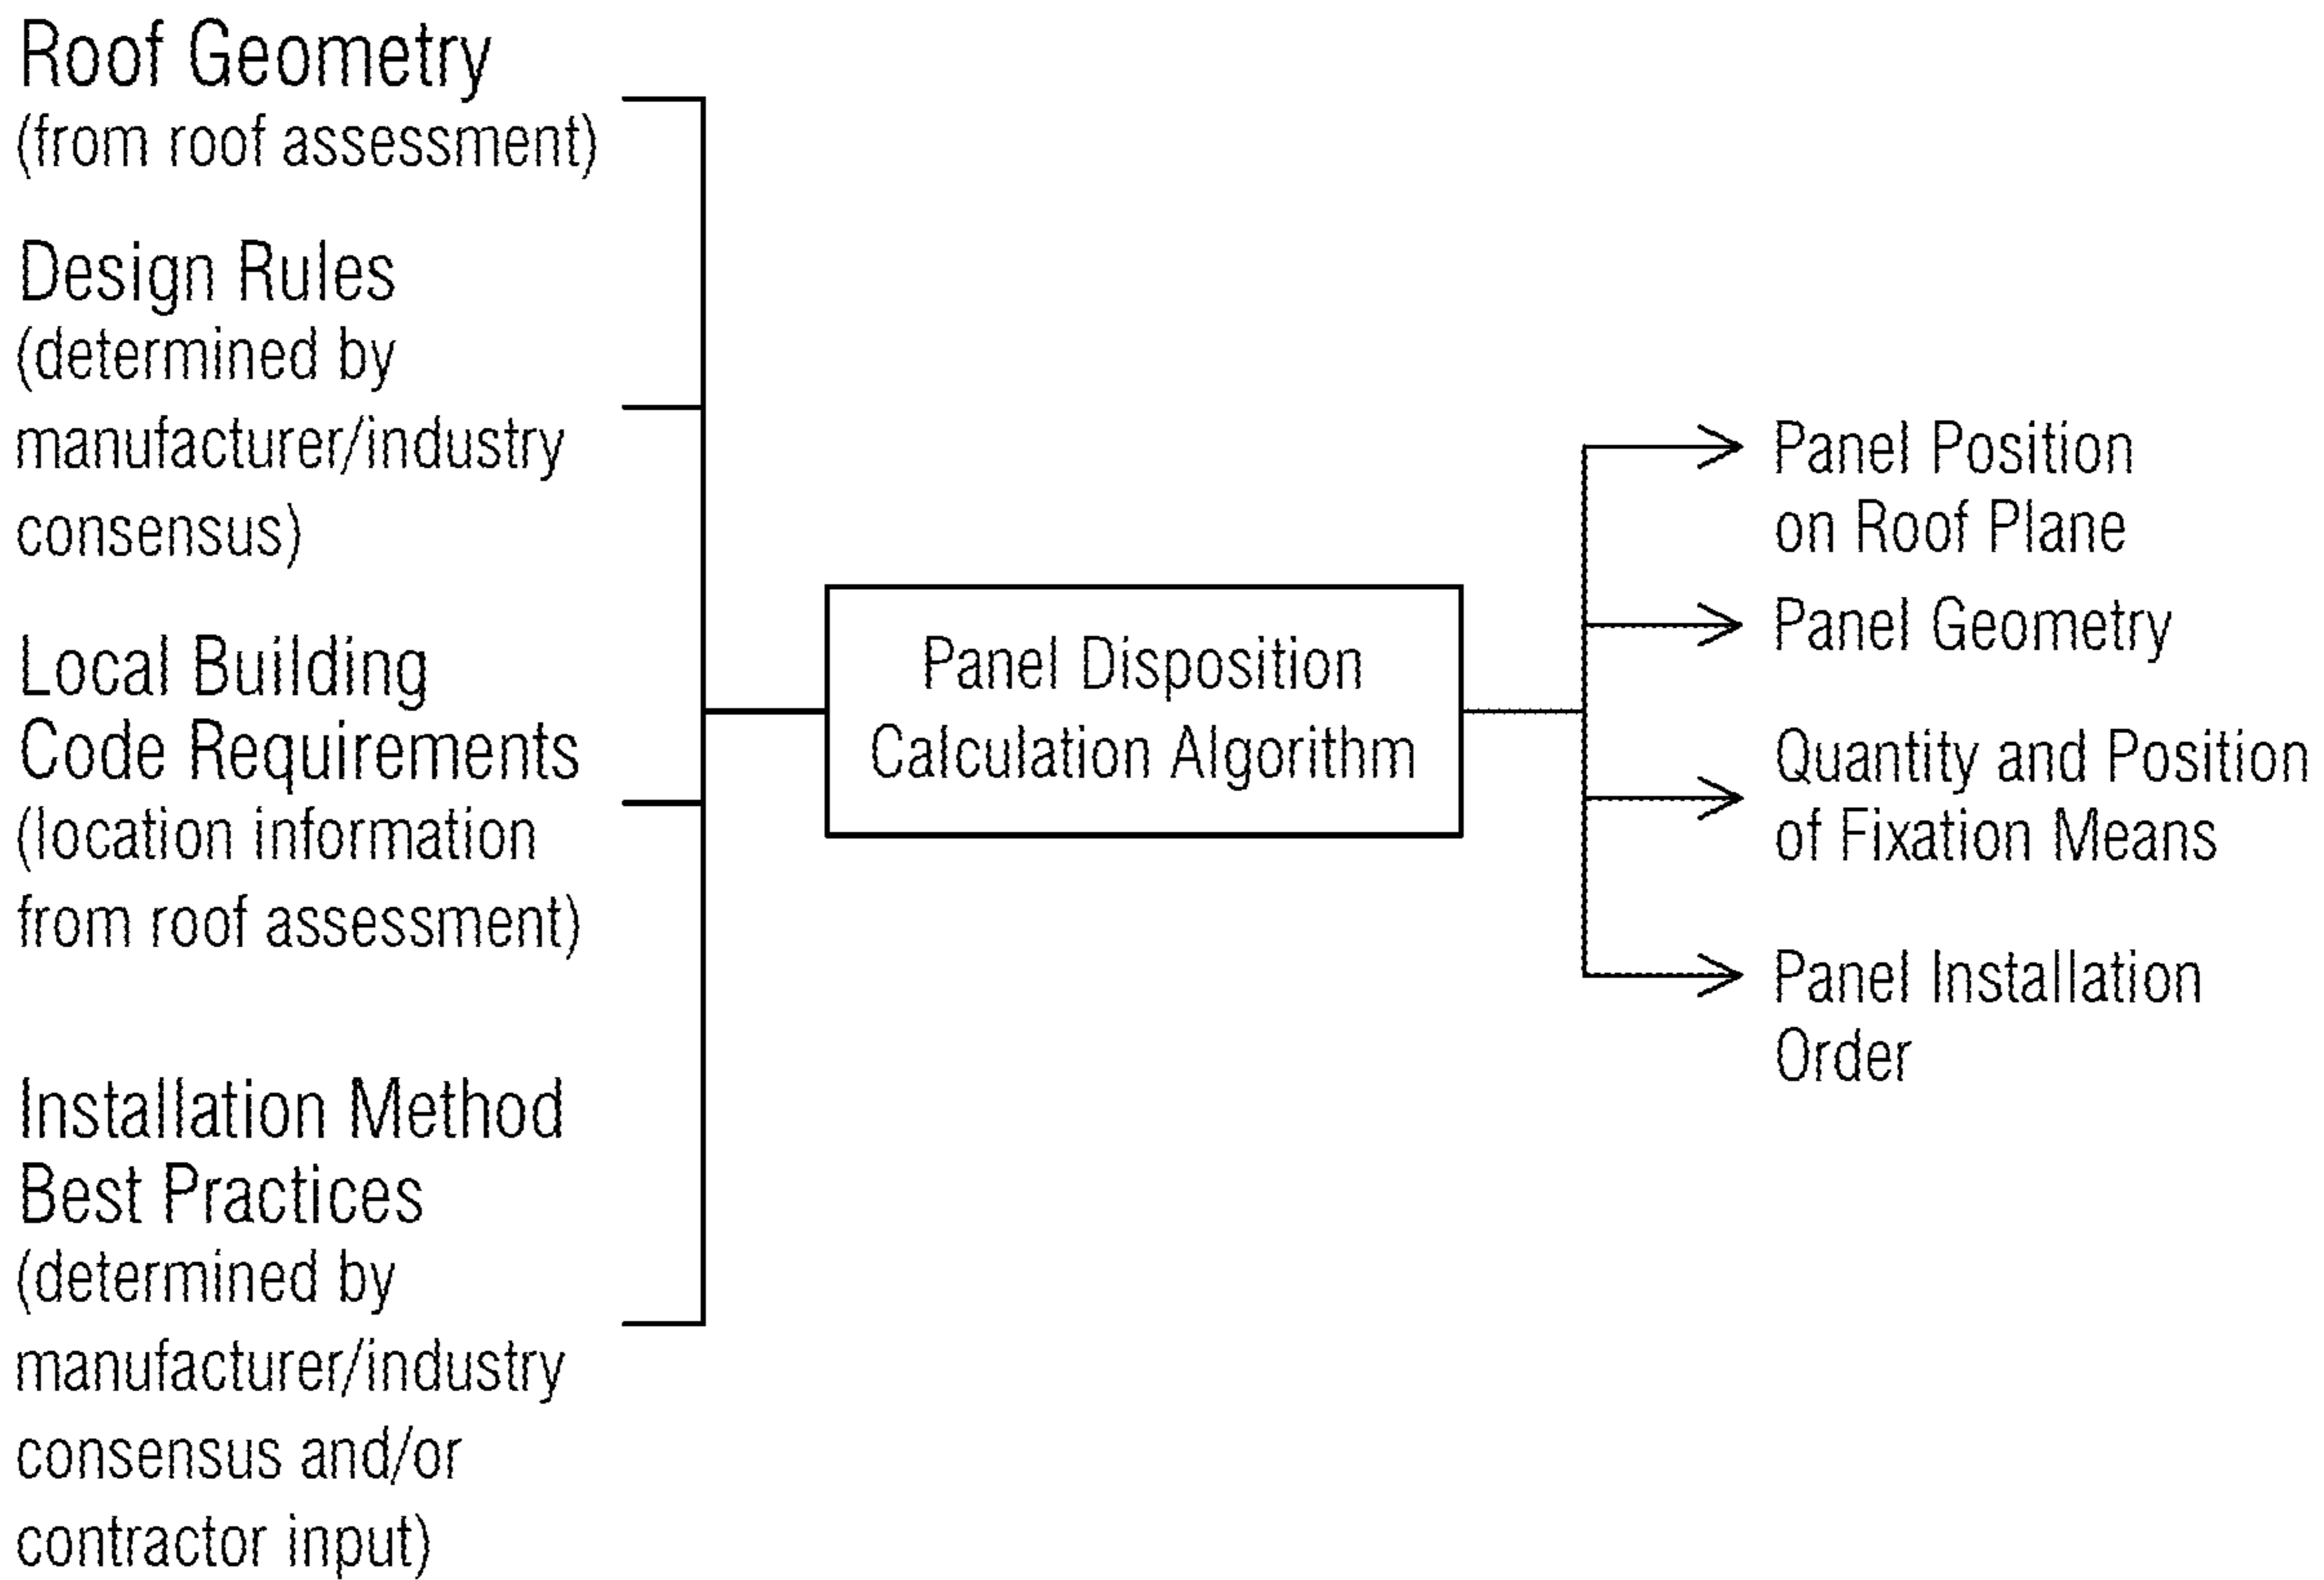 Roof Geometry
(from roof assessment)
Design Rules
(determined by
manufacturer/industry
consensus)
Local Building
Code Requirements
(location information
from roof assessment)
Installation Method
Best Practices
(determined by
manufacturer/industry
consensus and/or
contractor input)
Panel Disposition
Calculation Algorithm
Panel Position
on Roof Plane
Panel Geometry
Quantity and Position
of Fixation Means
Panel Installation
Order